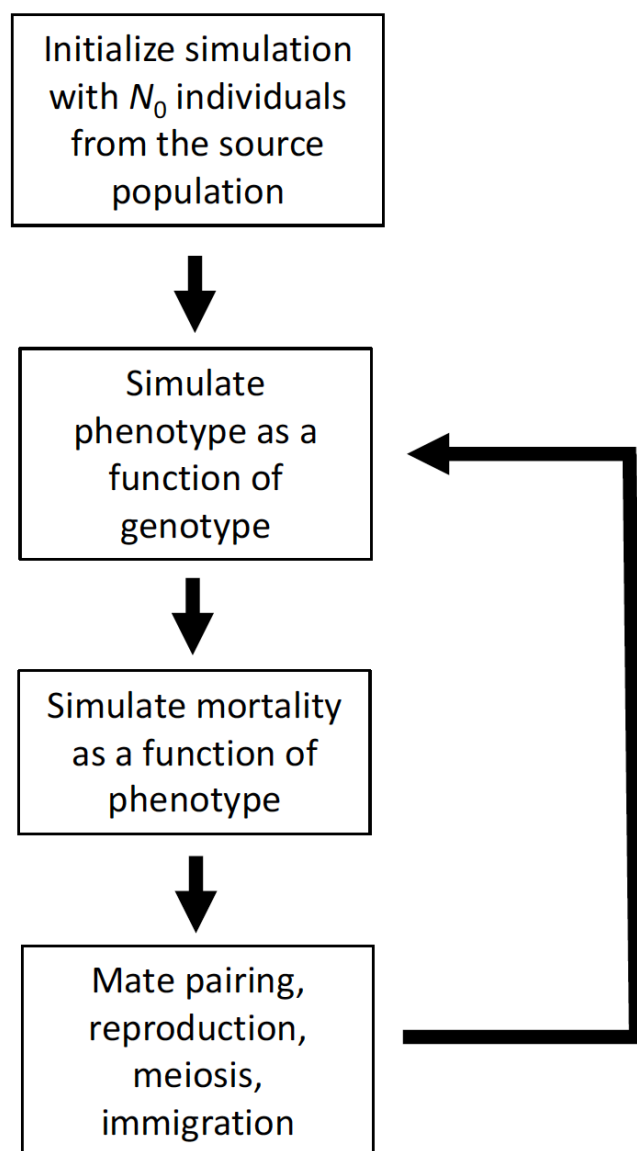 Initialize simulation
with N₀ individuals
from the source
population
Simulate
phenotype as a
function of
genotype
Simulate mortality
as a function of
phenotype
Mate pairing,
reproduction,
meiosis,
immigration